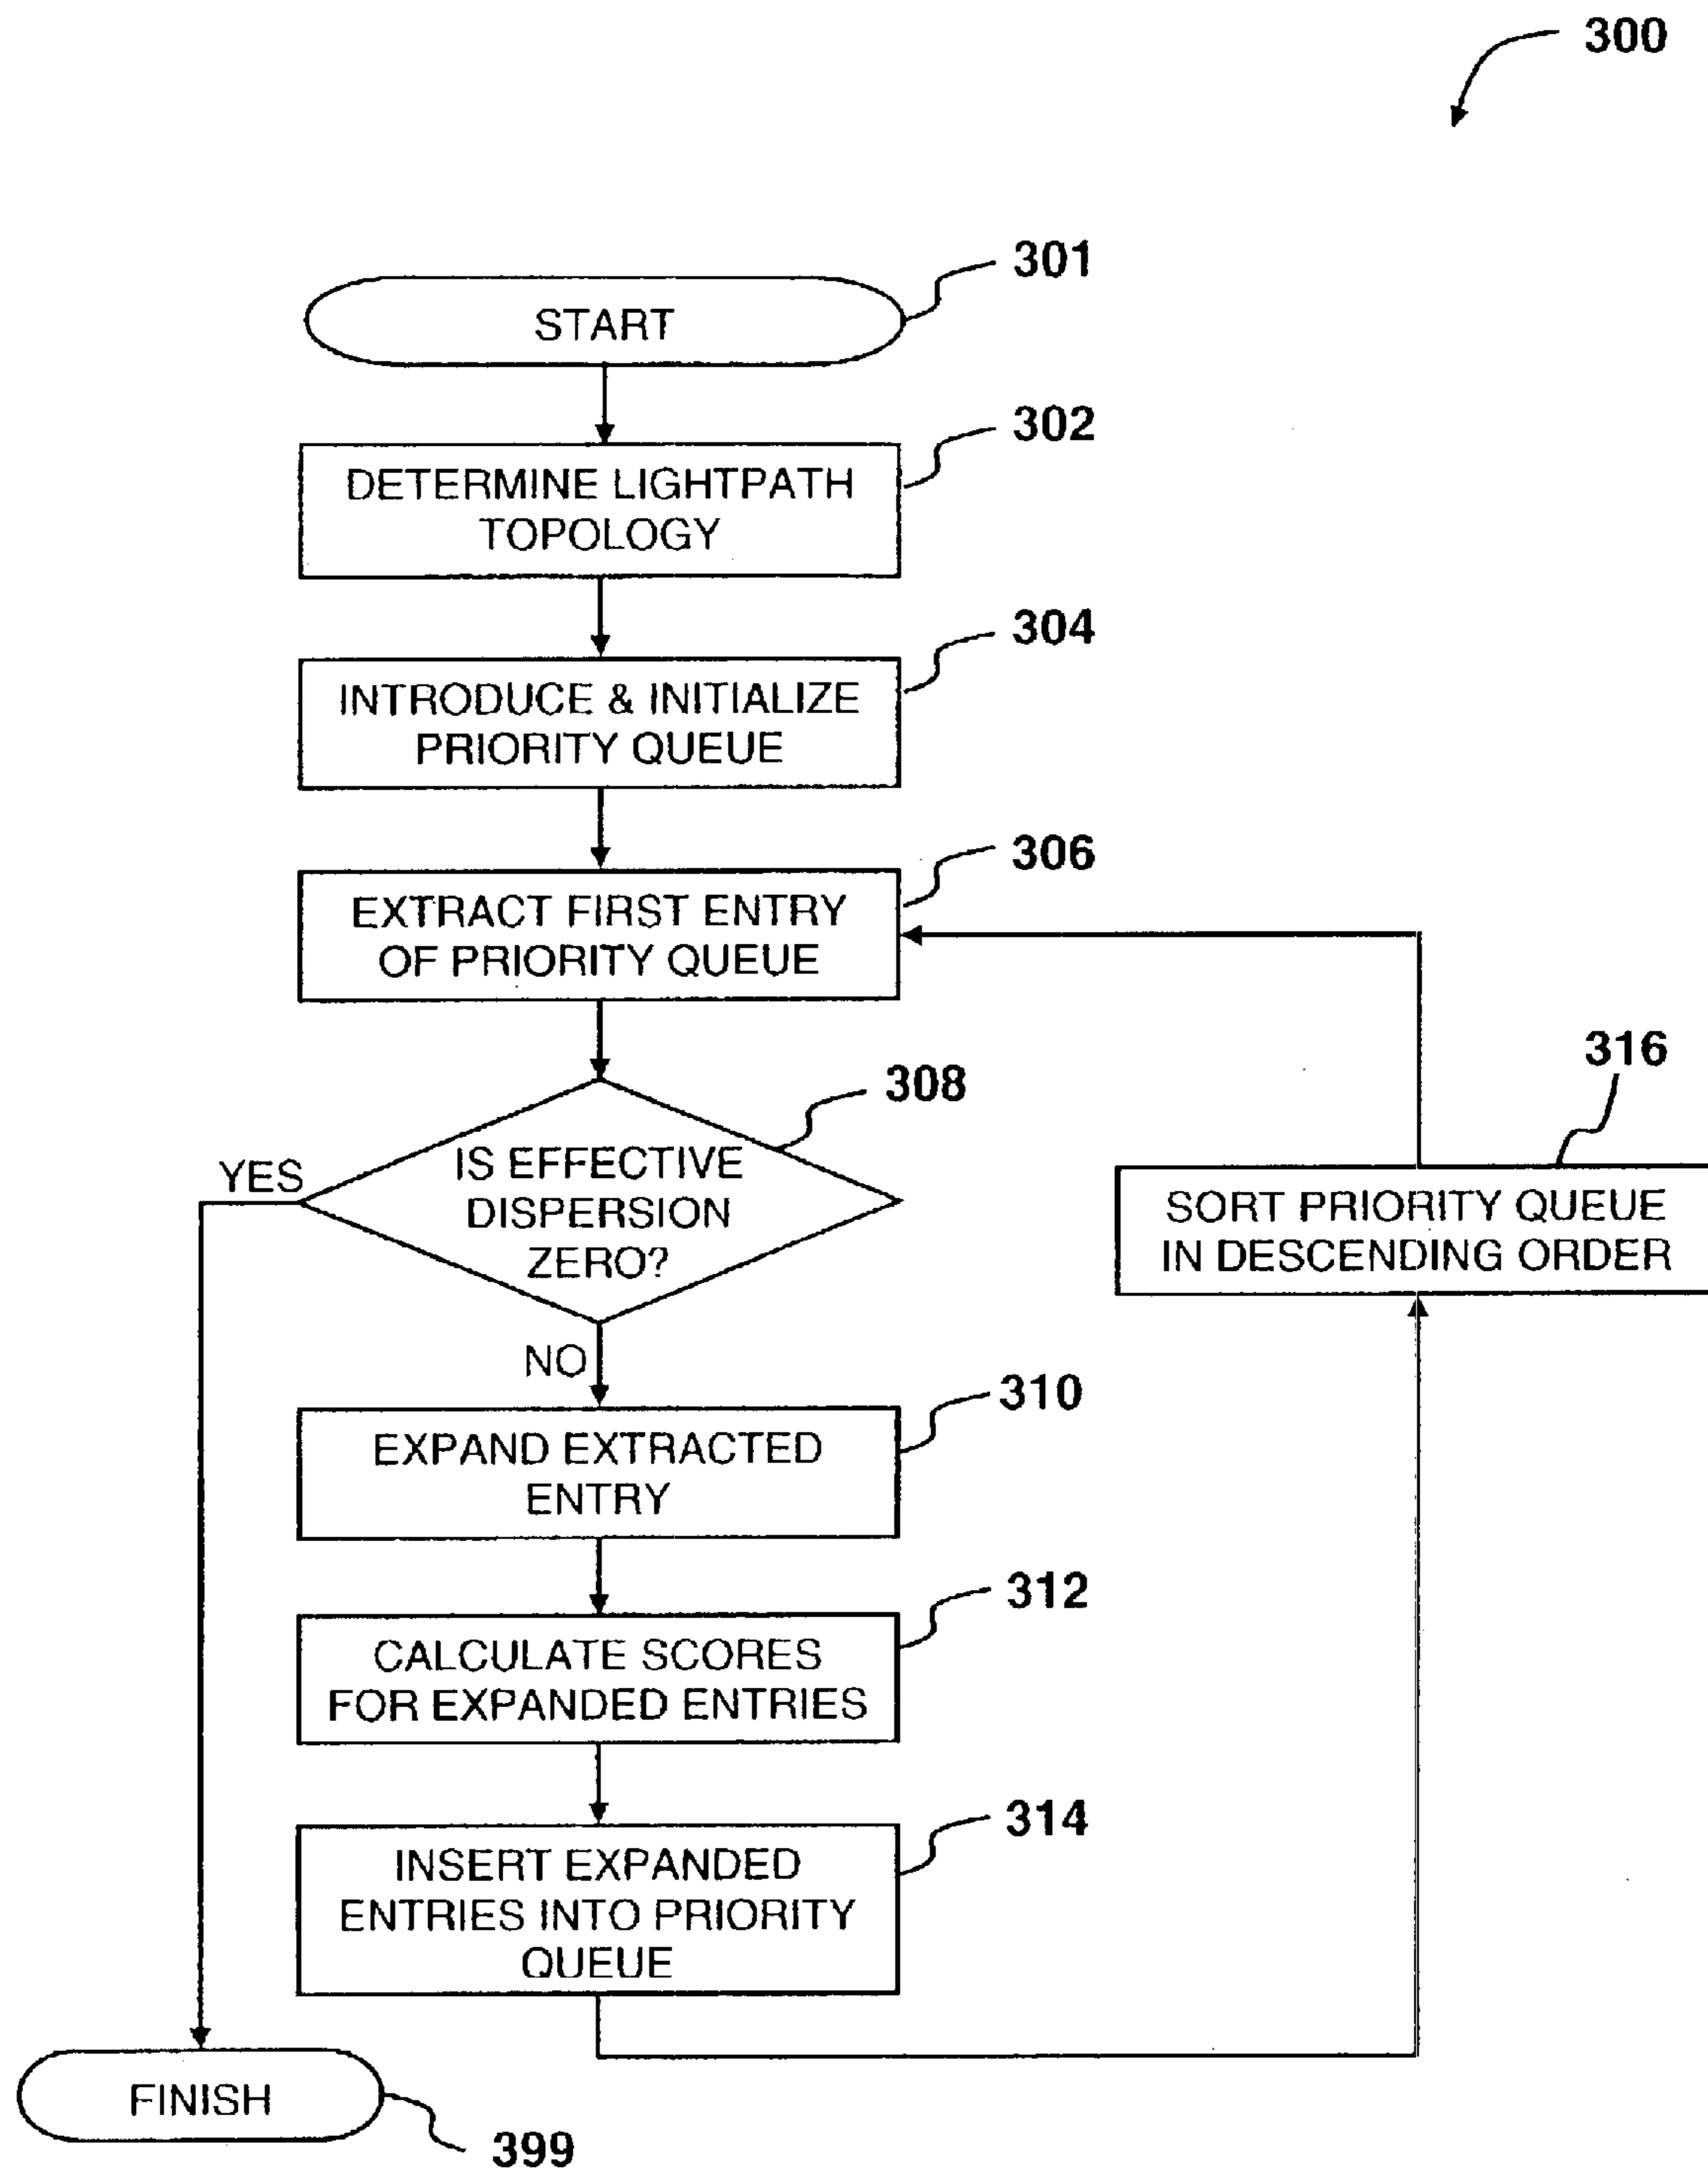 300
START
301
DETERMINE LIGHTPATH
TOPOLOGY
302
INTRODUCE & INITIALIZE
PRIORITY QUEUE
304
EXTRACT FIRST ENTRY
OF PRIORITY QUEUE
306
IS EFFECTIVE
DISPERSION
ZERO?
308
YES
NO
316
SORT PRIORITY QUEUE
IN DESCENDING ORDER
EXPAND EXTRACTED
ENTRY
310
CALCULATE SCORES
FOR EXPANDED ENTRIES
312
INSERT EXPANDED
ENTRIES INTO PRIORITY
QUEUE
314
FINISH
399